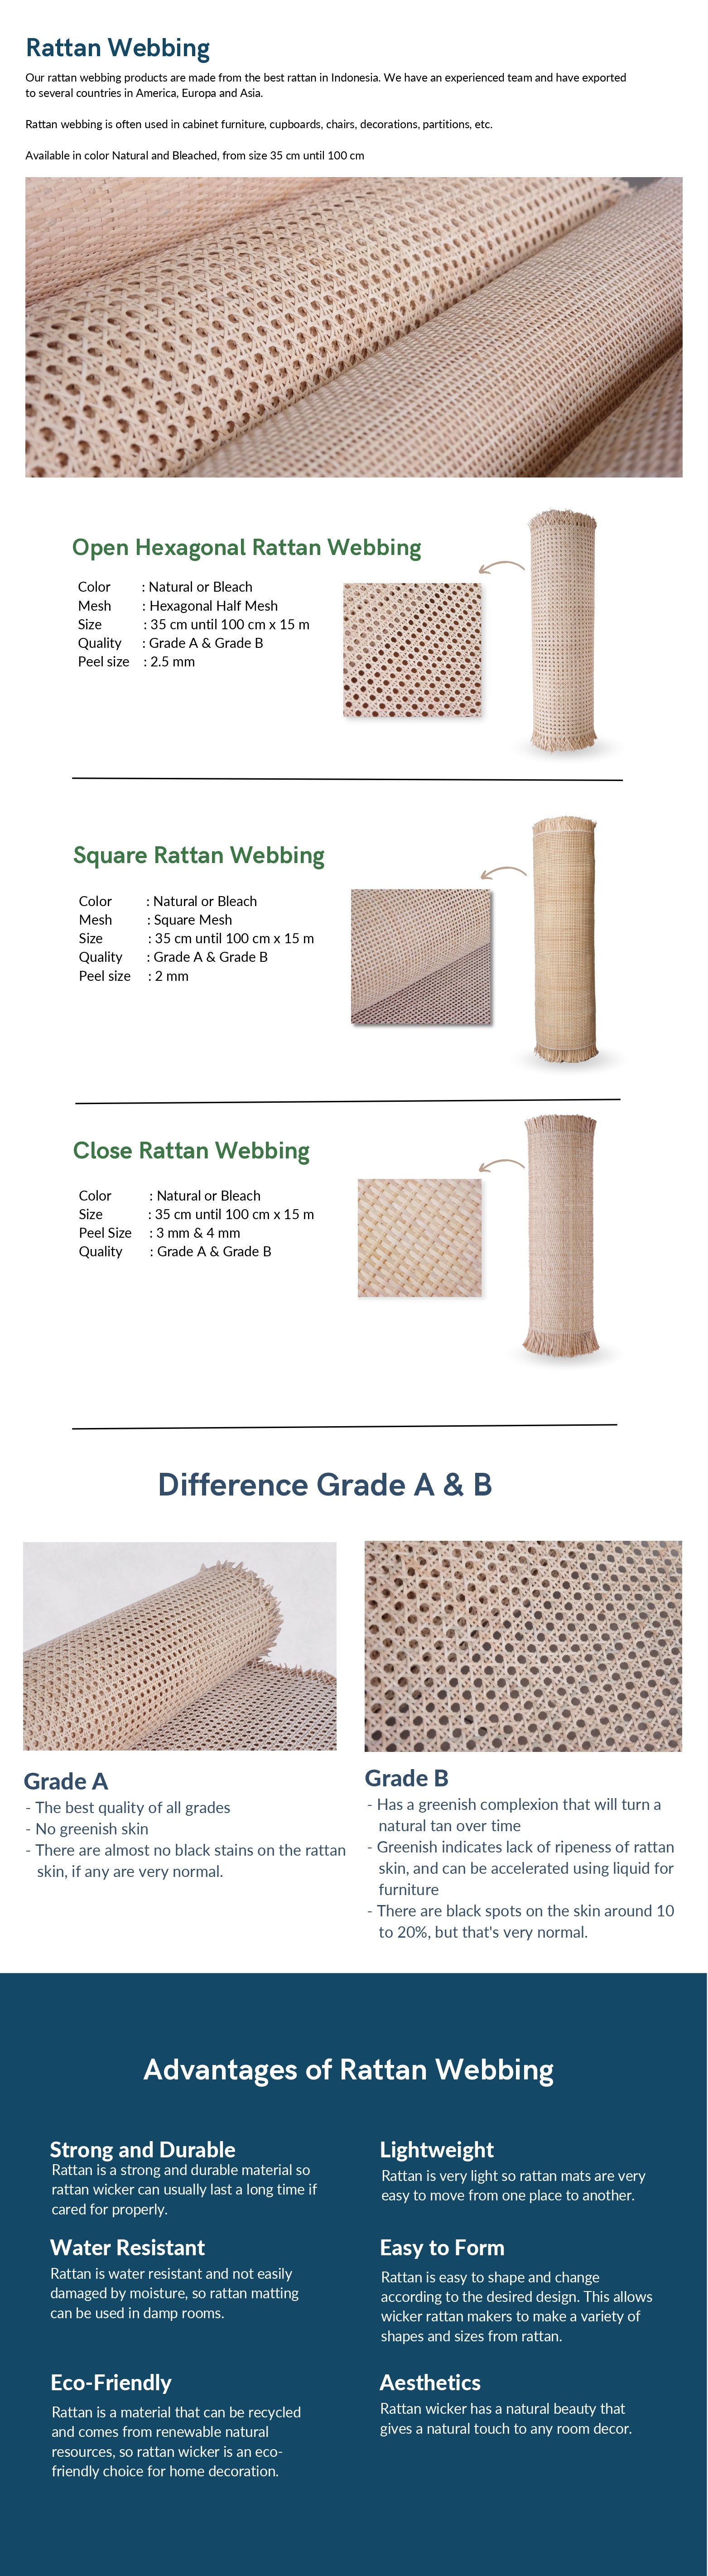 Rattan Webbing
Our rattan webbing products are made from the best rattan in Indonesia. We have an experienced team and have exported
to several countries in America, Europa and Asia.
Rattan webbing is often used in cabinet furniture, cupboards, chairs, decorations, partitions, etc.
Available in color Natural and Bleached, from size 35 cm until 100 cm
Open Hexagonal Rattan Webbing
Color : Natural or Bleach
Mesh : Hexagonal Half Mesh
Size : 35 cm until 100 cm x 15 m
Quality : Grade A & Grade B
Peel size : 2.5 mm
Square Rattan Webbing
Color : Natural or Bleach
Mesh : Square Mesh
Size : 35 cm until 100 cm x 15 m
Quality : Grade A & Grade B
Peel size : 2 mm
Close Rattan Webbing
Color : Natural or Bleach
Size : 35 cm until 100 cm x 15 m
Peel Size : 3 mm & 4 mm
Quality : Grade A & Grade B
Difference Grade A & B
Grade A
- The best quality of all grades
- No greenish skin
- There are almost no black stains on the rattan
skin, if any are very normal.
Grade B
- Has a greenish complexion that will turn a
natural tan over time
- Greenish indicates lack of ripeness of rattan
skin, and can be accelerated using liquid for
furniture
- There are black spots on the skin around 10
to 20%, but that's very normal.
Advantages of Rattan Webbing
Strong and Durable
Rattan is a strong and durable material so
rattan wicker can usually last a long time if
cared for properly.
Lightweight
Rattan is very light so rattan mats are very
easy to move from one place to another.
Water Resistant
Rattan is water resistant and not easily
damaged by moisture, so rattan matting
can be used in damp rooms.
Easy to Form
Rattan is easy to shape and change
according to the desired design. This allows
wicker rattan makers to make a variety of
shapes and sizes from rattan.
Eco-Friendly
Rattan is a material that can be recycled
and comes from renewable natural
resources, so rattan wicker is an eco-
friendly choice for home decoration.
Aesthetics
Rattan wicker has a natural beauty that
gives a natural touch to any room decor.